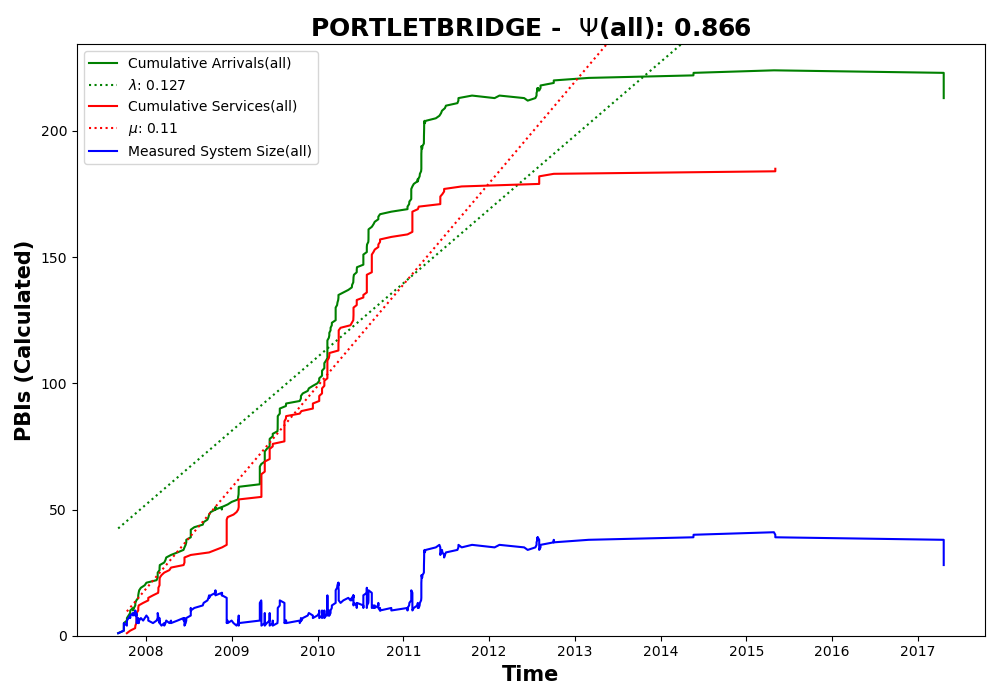 PORTLETBRIDGE - Ψ(all): 0.866
Cumulative Arrivals(all)
λ: 0.127
Cumulative Services(all)
μ: 0.11
Measured System Size(all)
PBIs (Calculated)
200
150
100
50
0
2008 2009 2010 2011 2012 2013 2014 2015 2016 2017
Time